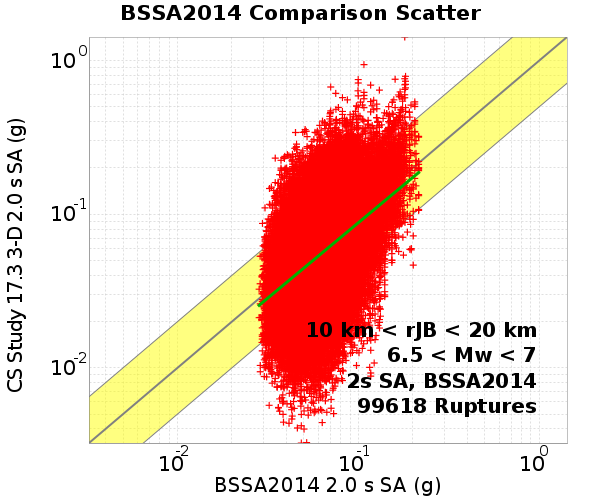 BSSA2014 Comparison Scatter
CS Study 17.3 3-D 2.0 s SA (g)
10⁰
10⁻¹
10⁻²
10 km < rJB < 20 km
6.5 < Mw < 7
2s SA, BSSA2014
99618 Ruptures
10⁻² 10⁻¹ 10⁰
BSSA2014 2.0 s SA (g)